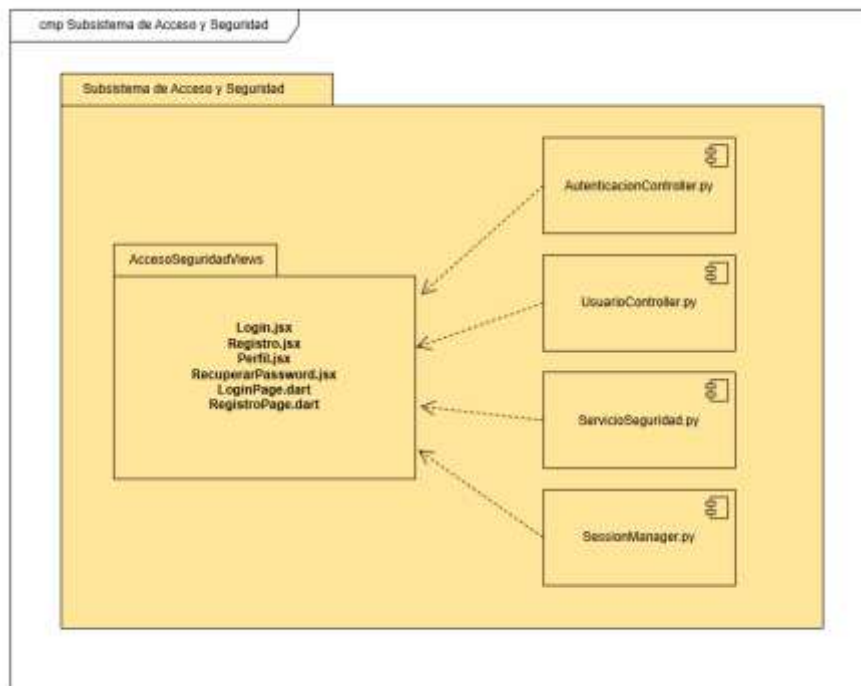 cmp Subsistema de Acceso y Seguridad
Subsistema de Acceso y Seguridad
AutenticacionController.py
AccesoSeguridadViews
UsuarioController.py
Login.jsx
Registro.jsx
Perfil.jsx
RecuperarPassword.jsx
LoginPage.dart
RegistroPage.dart
ServicioSeguridad.py
SessionManager.py